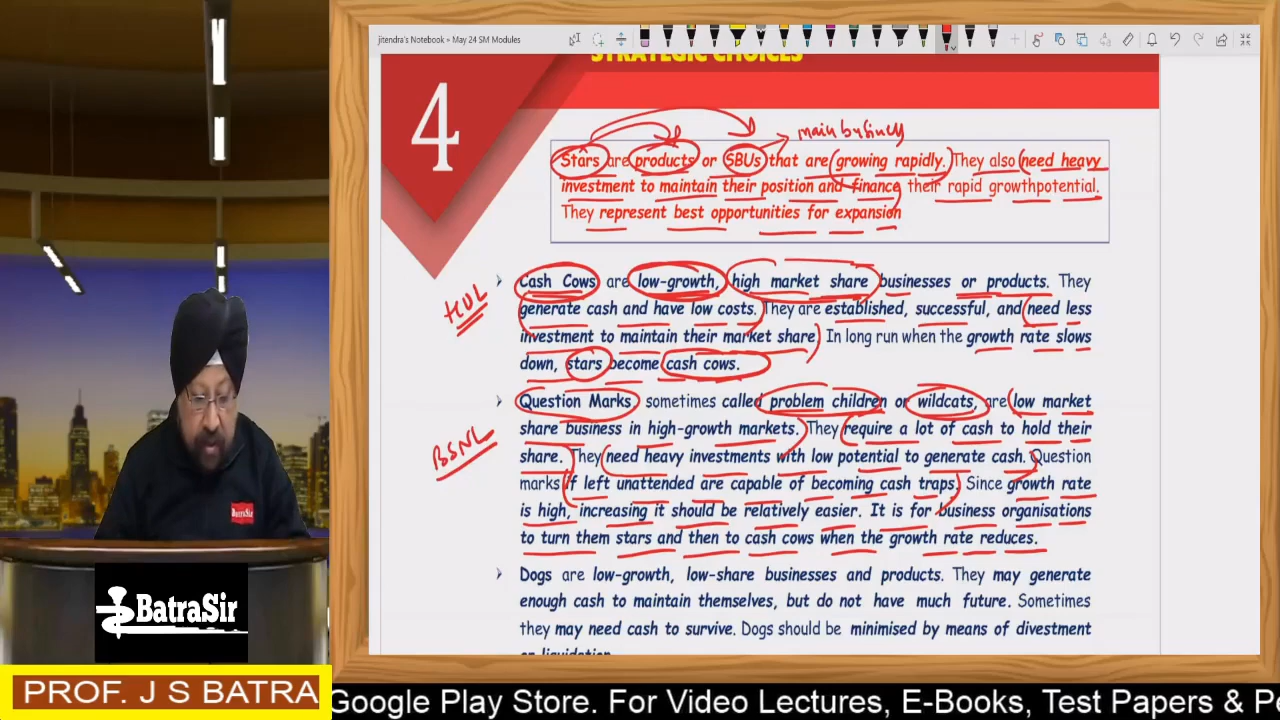 jitendra's Notebook » May 24 SM Modules
STRATEGIC CHOICES
4
main business
Stars are products or SBUs that are growing rapidly. They also need heavy
investment to maintain their position and finance their rapid growthpotential.
They represent best opportunities for expansion
HUL
Cash Cows are low-growth, high market share businesses or products. They
generate cash and have low costs. They are established, successful, and need less
investment to maintain their market share. In long run when the growth rate slows
down, stars become cash cows.
BSNL
Question Marks sometimes called problem children or wildcats, are low market
share business in high-growth markets. They require a lot of cash to hold their
share. They need heavy investments with low potential to generate cash. Question
marks if left unattended are capable of becoming cash traps. Since growth rate
is high, increasing it should be relatively easier. It is for business organisations
to turn them stars and then to cash cows when the growth rate reduces.
Dogs are low-growth, low-share businesses and products. They may generate
enough cash to maintain themselves, but do not have much future. Sometimes
they may need cash to survive. Dogs should be minimised by means of divestment
or liquidation
BatraSir
BatraSir
PROF. J S BATRA
Google Play Store. For Video Lectures, E-Books, Test Papers & Po